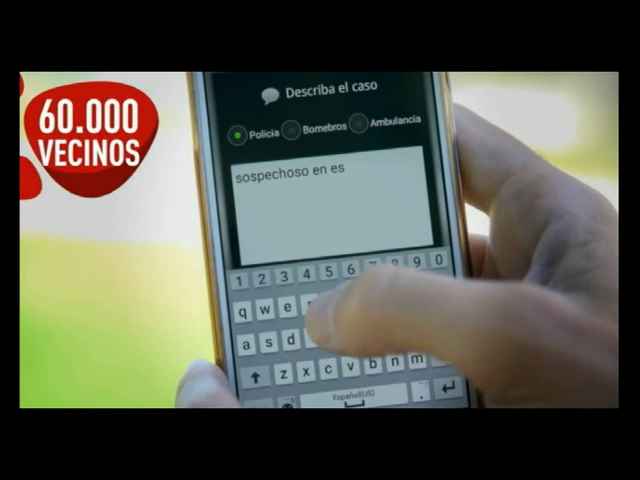 60.000
VECINOS
Describa el caso
Policia Bomebros Ambulancia
sospechoso en es
1 2 3 4 5 6 7 8 9 0
q w e
a s d
z x c v b n m
Español(US)